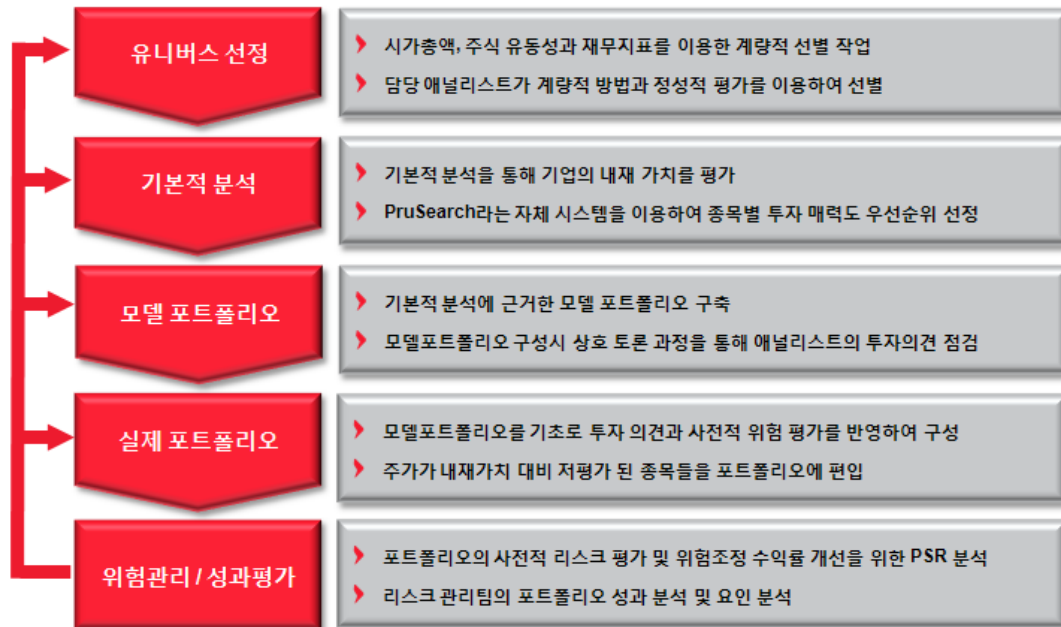 유니버스 선정
시가총액, 주식 유동성과 재무지표를 이용한 계량적 선별 작업
담당 애널리스트가 계량적 방법과 정성적 평가를 이용하여 선별
기본적 분석
기본적 분석을 통해 기업의 내재 가치를 평가
PruSearch라는 자체 시스템을 이용하여 종목별 투자 매력도 우선순위 선정
모델 포트폴리오
기본적 분석에 근거한 모델 포트폴리오 구축
모델포트폴리오 구성시 상호 토론 과정을 통해 애널리스트의 투자의견 점검
실제 포트폴리오
모델포트폴리오를 기초로 투자 의견과 사전적 위험 평가를 반영하여 구성
주가가 내재가치 대비 저평가 된 종목들을 포트폴리오에 편입
위험관리 / 성과평가
포트폴리오의 사전적 리스크 평가 및 위험조정 수익률 개선을 위한 PSR 분석
리스크 관리팀의 포트폴리오 성과 분석 및 요인 분석